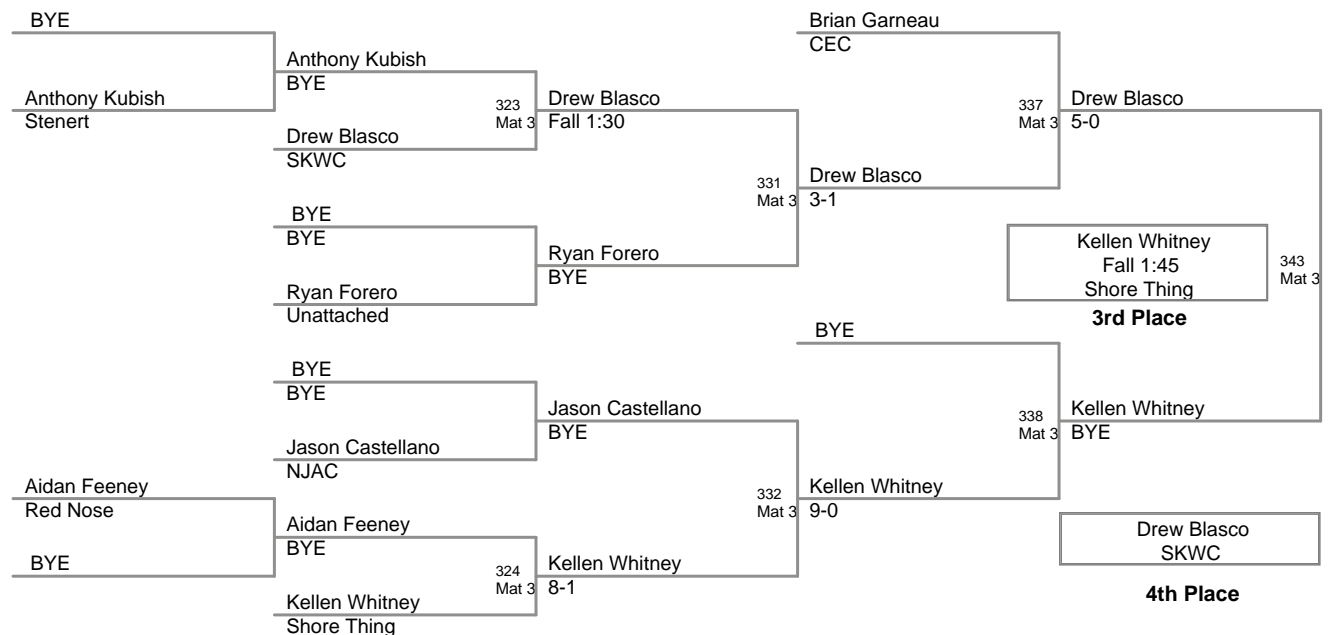 BYE
Brian Garneau
CEC
Anthony Kubish
BYE
Anthony Kubish
Stenert
323
Mat 3
Drew Blasco
Fall 1:30
337
Mat 3
Drew Blasco
5-0
Drew Blasco
SKWC
331
Mat 3
Drew Blasco
3-1
BYE
BYE
Ryan Forero
BYE
Kellen Whitney
Fall 1:45
Shore Thing
343
Mat 3
Ryan Forero
Unattached
3rd Place
BYE
BYE
BYE
Jason Castellano
BYE
338
Mat 3
Kellen Whitney
BYE
Jason Castellano
NJAC
Aidan Feeney
Red Nose
332
Mat 3
Kellen Whitney
9-0
Aidan Feeney
BYE
Drew Blasco
SKWC
BYE
324
Mat 3
Kellen Whitney
8-1
4th Place
Kellen Whitney
Shore Thing